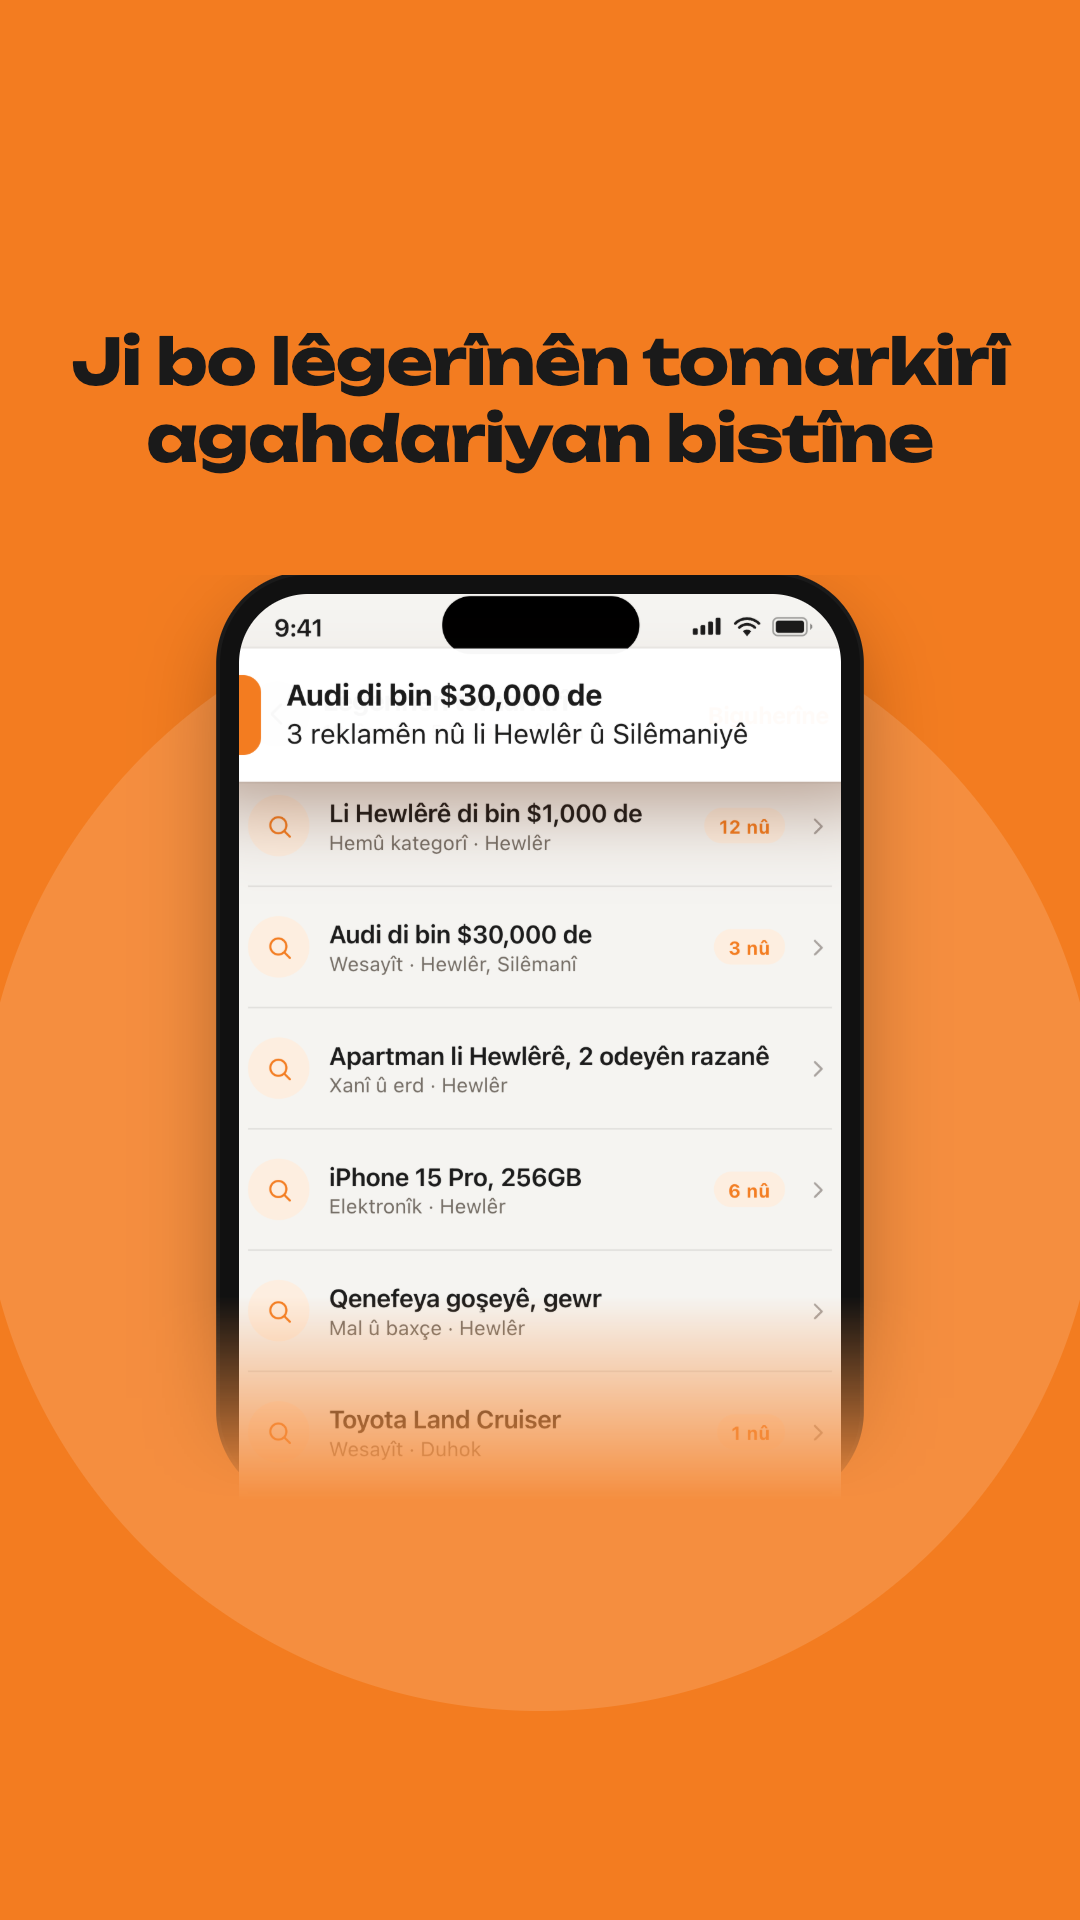 Ji bo lêgerînên tomarkirî
agahdariyan bistîne
9:41
Audi di bin $30,000 de
3 reklamên nû li Hewlêr û Silêmaniyê
Li Hewlêrê di bin $1,000 de
12 nû
Hemû kategorî · Hewlêr
Audi di bin $30,000 de
3 nû
Wesayît · Hewlêr, Silêmanî
Apartman li Hewlêrê, 2 odeyên razanê
Xanî û erd · Hewlêr
iPhone 15 Pro, 256GB
6 nû
Elektronîk · Hewlêr
Qenefeya goşeyê, gewr
Mal û baxçe · Hewlêr
Toyota Land Cruiser
1 nû
Wesayît · Duhok